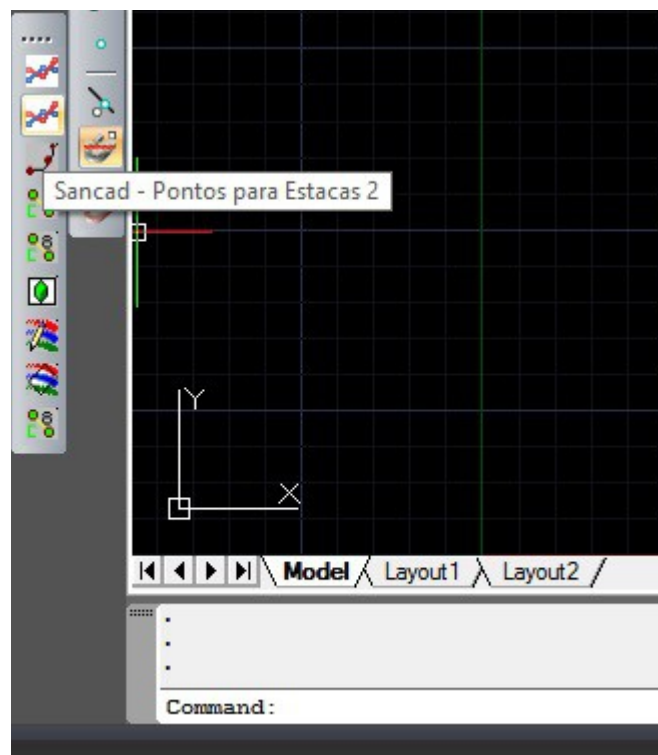 Sancad - Pontos para Estacas 2
Y
X
Model
Layout1
Layout2
:
Command: